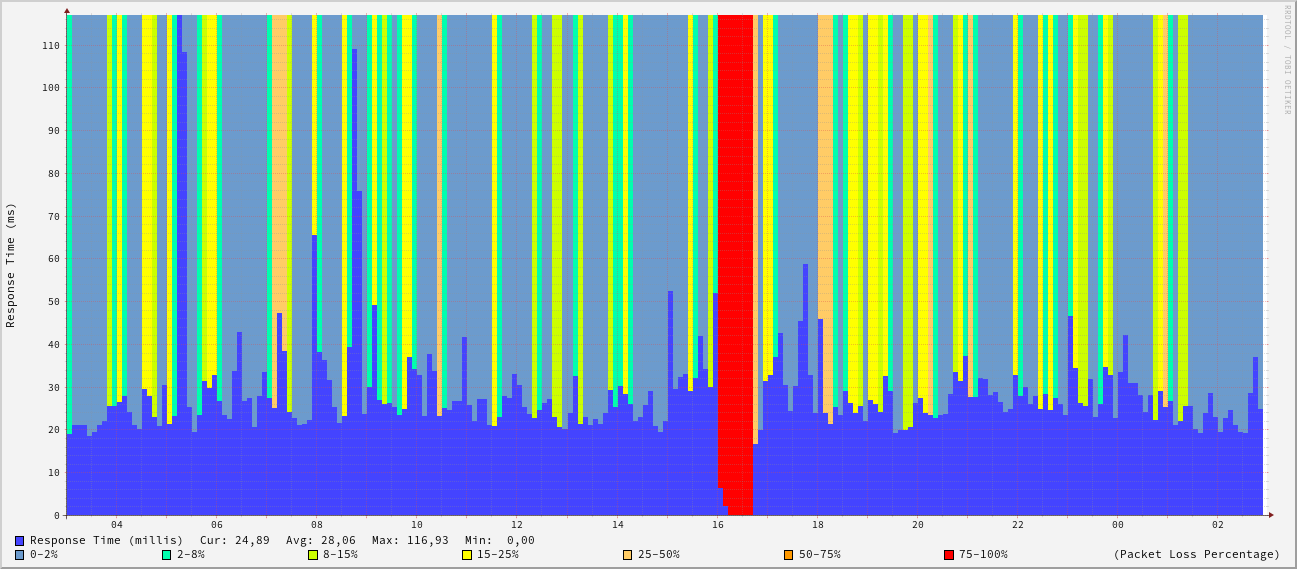 RRDTOOL / TOBI OETIKER
Response Time (ms)
110
100
90
80
70
60
50
40
30
20
10
0
04 06 08 10 12 14 16 18 20 22 00 02
Response Time (millis) Cur: 24,89 Avg: 28,06 Max: 116,93 Min: 0,00
0-2% 2-8% 8-15% 15-25% 25-50% 50-75% 75-100% (Packet Loss Percentage)